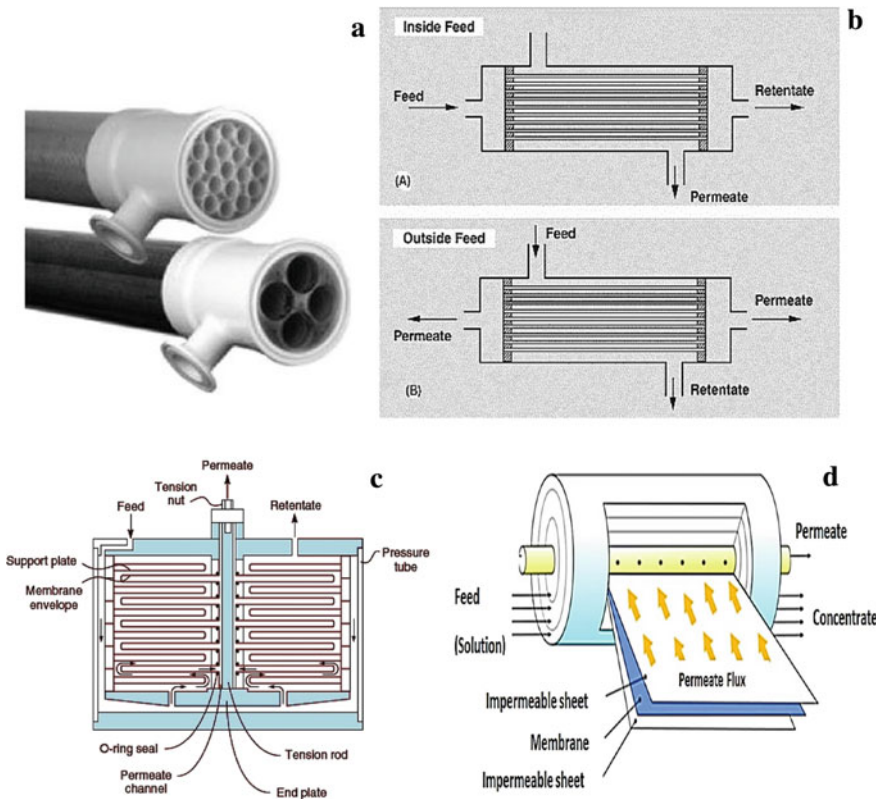 a
b
Inside Feed
Feed
Retentate
(A)
Permeate
Outside Feed
Feed
Permeate
Permeate
(B)
Retentate
c
Permeate
Tension
nut
Feed
Retentate
Support plate
Membrane
envelope
Pressure
tube
O-ring seal
Permeate
channel
Tension rod
End plate
d
Permeate
Feed
(Solution)
Concentrate
Permeate Flux
Impermeable sheet
Membrane
Impermeable sheet